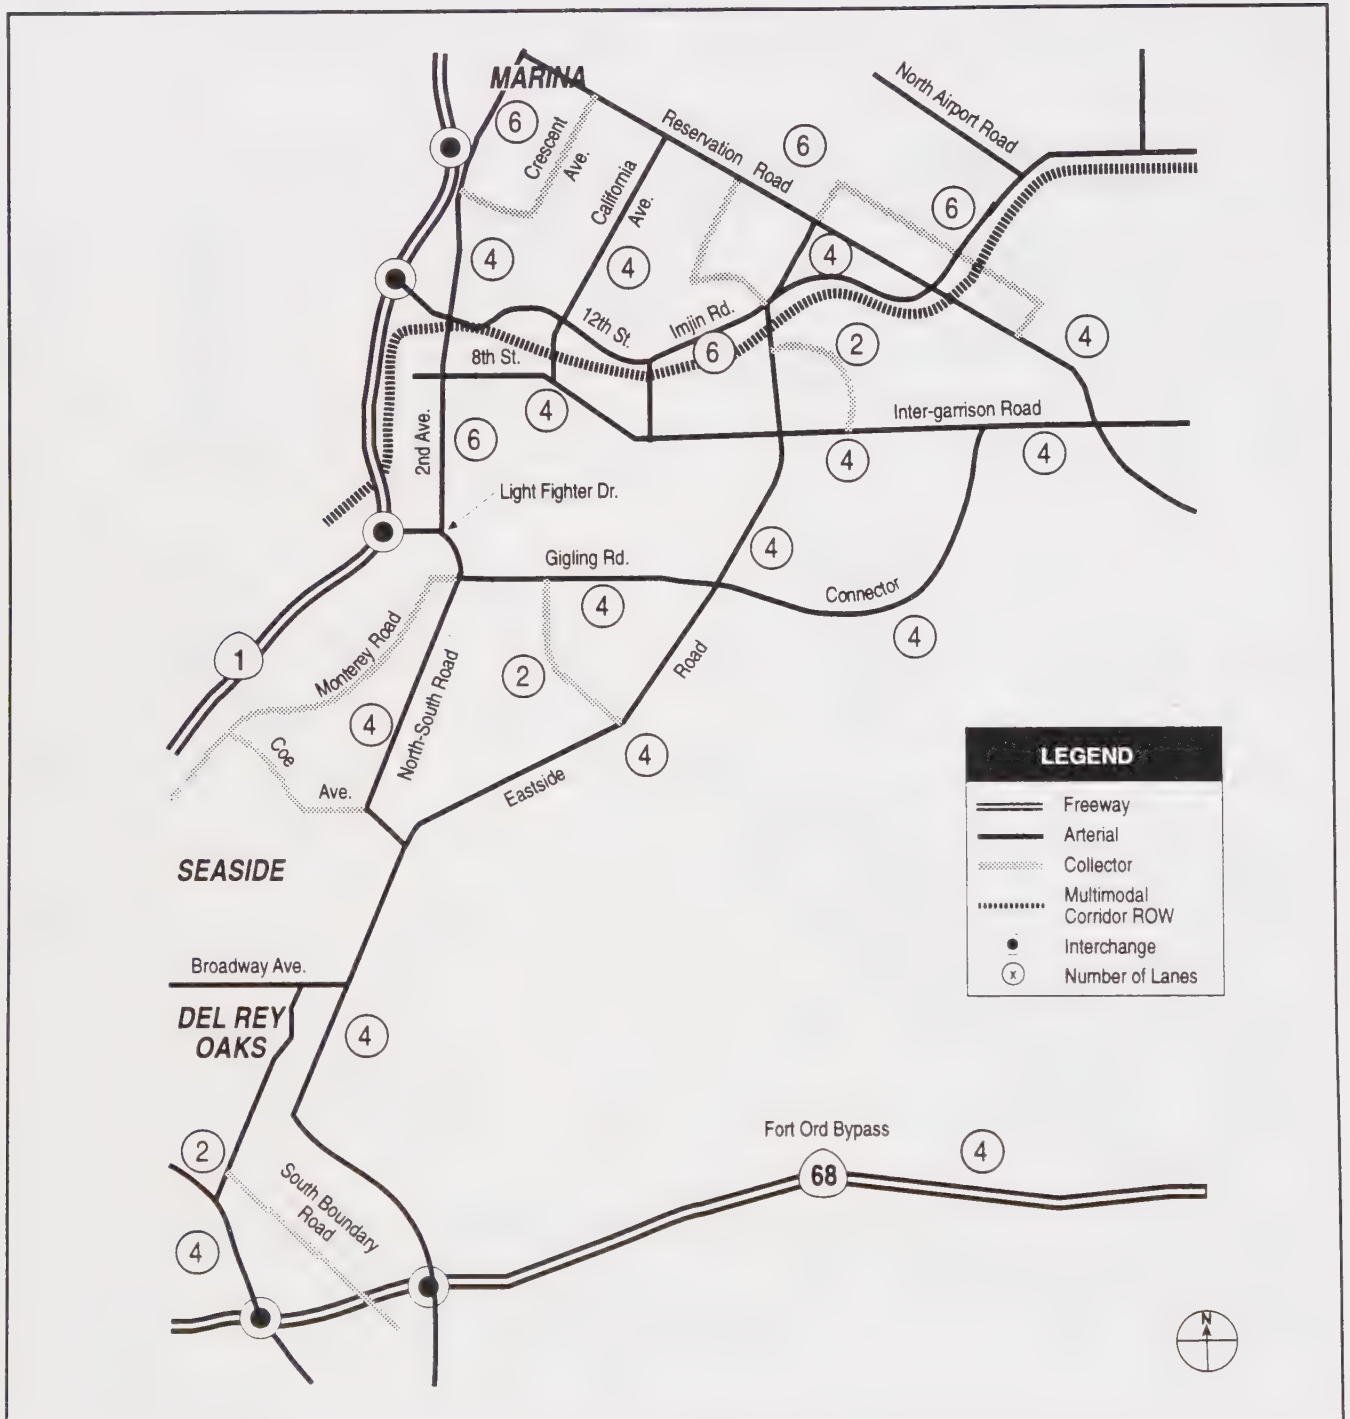 MARINA
North Airport Road
6
Crescent
Ave.
Reservation
Road
6
California
Ave.
6
4
4
4
12th St.
Imjin Rd.
8th St.
6
2
4
4
Inter-garrison Road
2nd Ave.
6
4
4
Light Fighter Dr.
4
Gigling Rd.
4
Connector
4
1
Monterey Road
North-South Road
2
Road
4
4
Coe
Ave.
Eastside
LEGEND
Freeway
Arterial
Collector
Multimodal
Corridor ROW
Interchange
x
Number of Lanes
SEASIDE
Broadway Ave.
DEL REY
OAKS
4
Fort Ord Bypass
4
68
2
South Boundary
Road
4
N